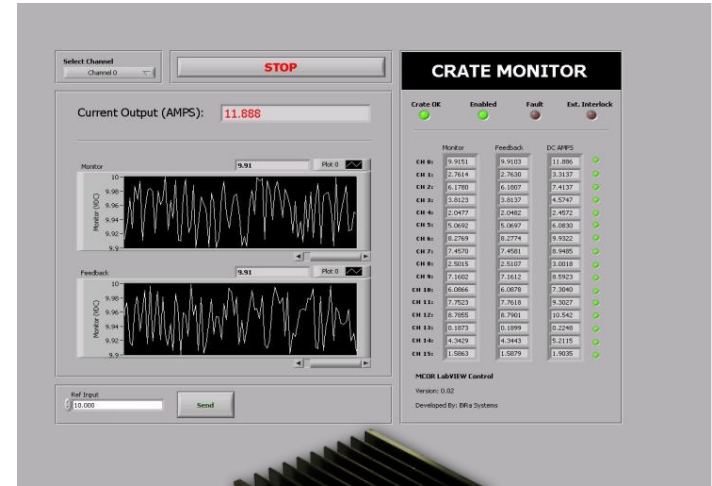 Select Channel
Channel 0
STOP
Current Output (AMPS): 11.888
Monitor 9.91 Plot 0
10-
9.98-
9.96-
9.94-
9.92-
9.9-
Monitor (VDC)
Feedback 9.91 Plot 0
10-
9.98-
9.96-
9.94-
9.92-
9.9-
Monitor (VDC)
Ref Input
10.000
Send
CRATE MONITOR
Crate OK Enabled Fault Ext. Interlock
Monitor Feedback DC AMPS
CH 0: 9.9151 9.9103 11.886
CH 1: 2.7614 2.7630 3.3137
CH 2: 6.1780 6.1807 7.4137
CH 3: 3.8123 3.8137 4.5747
CH 4: 2.0477 2.0482 2.4572
CH 5: 5.0692 5.0697 6.0830
CH 6: 8.2769 8.2774 9.9322
CH 7: 7.4570 7.4581 8.9485
CH 8: 2.5015 2.5107 3.0018
CH 9: 7.1602 7.1612 8.5923
CH 10: 6.0866 6.0878 7.3040
CH 11: 7.7523 7.7618 9.3027
CH 12: 8.7855 8.7901 10.542
CH 13: 0.1873 0.1899 0.2248
CH 14: 4.3429 4.3443 5.2115
CH 15: 1.5863 1.5879 1.9035
MCOR LabVIEW Control
Version: 0.02
Developed By: BiRa Systems